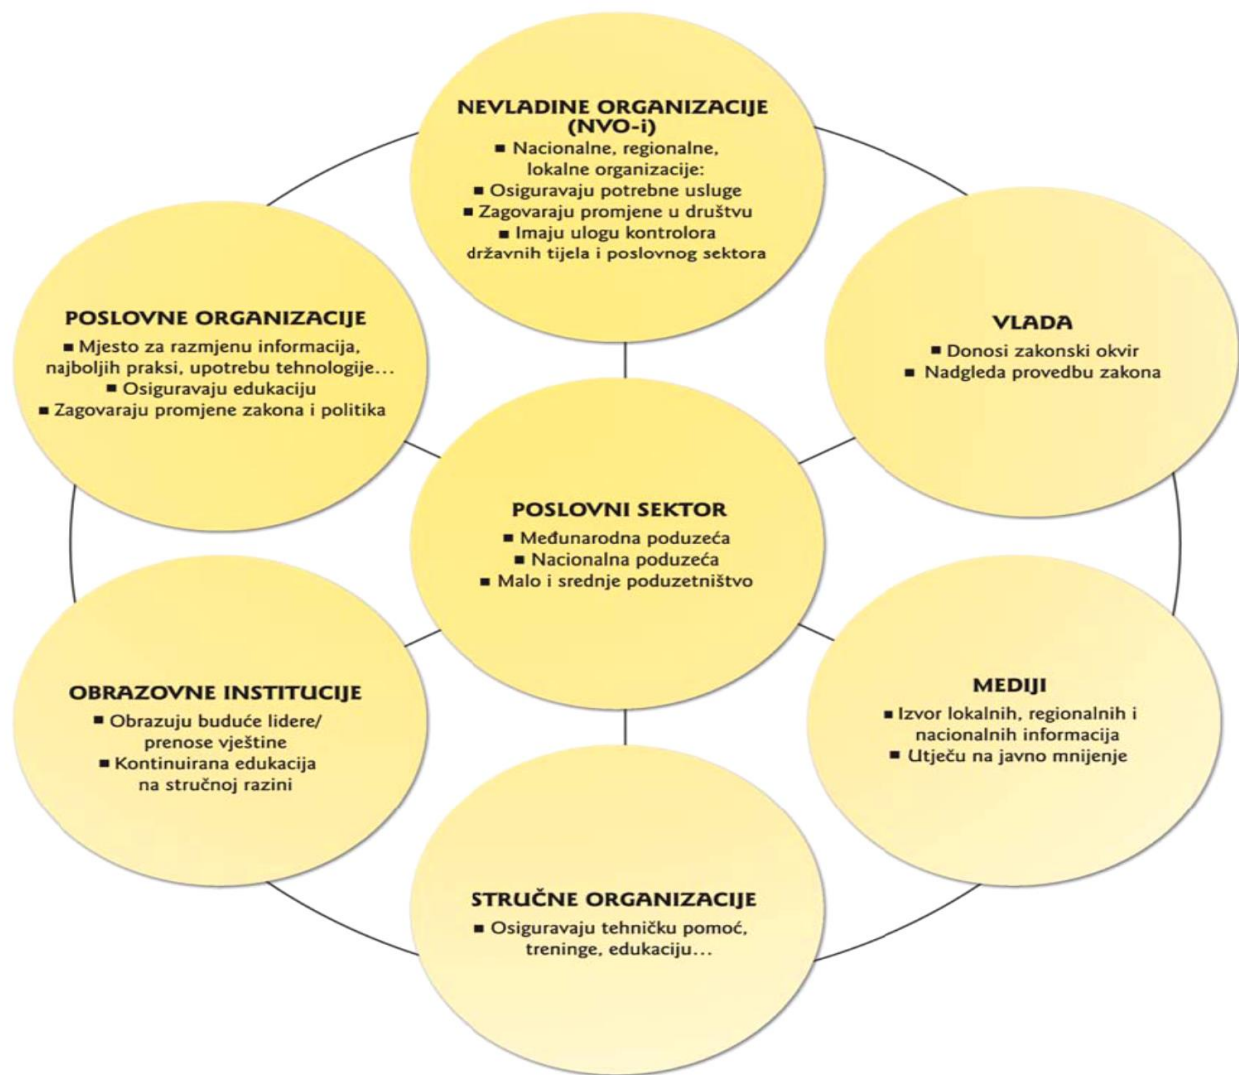 NEVLADINE ORGANIZACIJE
(NVO-i)
▪ Nacionalne, regionalne,
lokalne organizacije:
▪ Osiguravaju potrebne usluge
▪ Zagovaraju promjene u društvu
▪ Imaju ulogu kontrolora
državnih tijela i poslovnog sektora
POSLOVNE ORGANIZACIJE
▪ Mjesto za razmjenu informacija,
najboljih praksi, upotrebu tehnologije...
▪ Osiguravaju edukaciju
▪ Zagovaraju promjene zakona i politika
VLADA
▪ Donosi zakonski okvir
▪ Nadgleda provedbu zakona
POSLOVNI SEKTOR
▪ Međunarodna poduzeća
▪ Nacionalna poduzeća
▪ Malo i srednje poduzetništvo
OBRAZOVNE INSTITUCIJE
▪ Obrazuju buduće lidere/
prenose vještine
▪ Kontinuirana edukacija
na stručnoj razini
MEDIJI
▪ Izvor lokalnih, regionalnih i
nacionalnih informacija
▪ Utječu na javno mnijenje
STRUČNE ORGANIZACIJE
▪ Osiguravaju tehničku pomoć,
treninge, edukaciju...